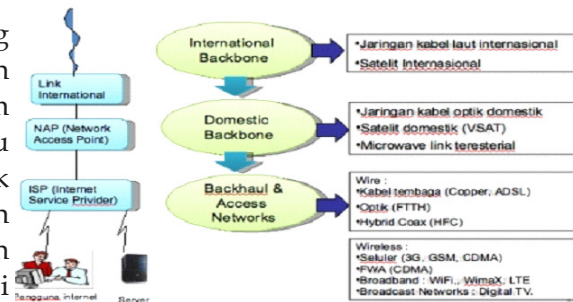 g
n
n
u
k
n
n
i
Link
International
NAP (Network
Access Point)
ISP (Internet
Service Privider)
Pengguna internet
Server
International
Backbone
Domestic
Backbone
Backhaul &
Access
Networks
•Jaringan kabel laut internasional
•Satelit Internasional
•Jaringan kabel optik domestik
•Satelit domestik (VSAT)
•Microwave link teresterial
Wire :
•Kabel tembaga (Copper, ADSL)
•Optik (FTTH)
•Hybrid Coax (HFC)
Wireless :
•Seluler (3G, GSM, CDMA)
•FWA (CDMA)
•Broadband : WiFi,, WimaX, LTE
•Broadcast Networks : Digital TV.